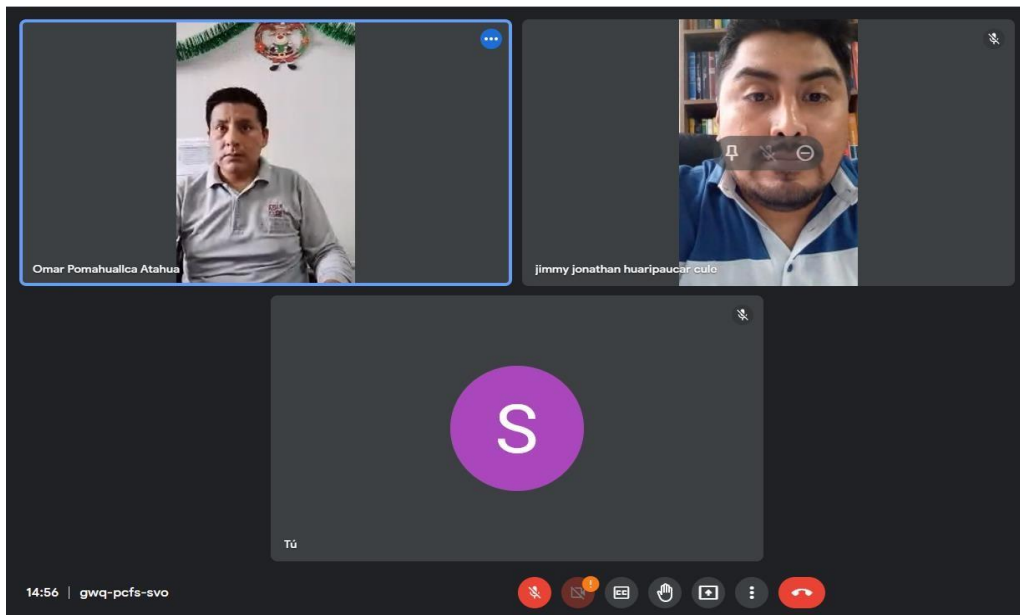 Omar Pomahuallca Atahua
jimmy jonathan huaripaucar cule
S
Tú
14:56 | gwq-pcfs-svo